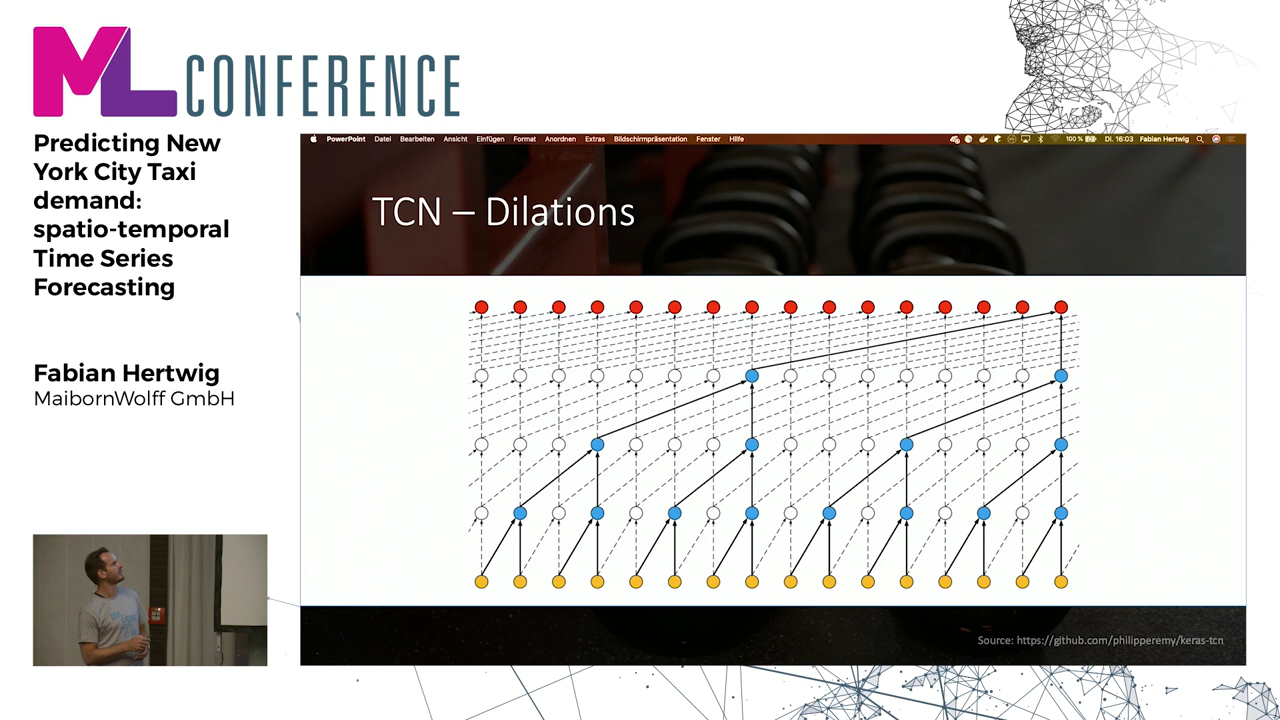 ML CONFERENCE
Predicting New
York City Taxi
demand:
spatio-temporal
Time Series
Forecasting
Fabian Hertwig
MaibornWolff GmbH
PowerPoint Datei Bearbeiten Ansicht Einfügen Format Anordnen Extras Bildschirmpräsentation Fenster Hilfe 100 % Di. 16:03 Fabian Hertwig
TCN – Dilations
Source: https://github.com/philipperemy/keras-tcn